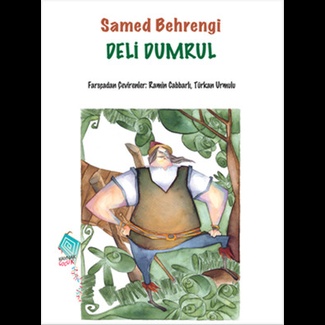 Samed Behrengi
DELİ DUMRUL
Farsçadan Çevirenler: Ramin Cabbarlı, Türkan Urmulu